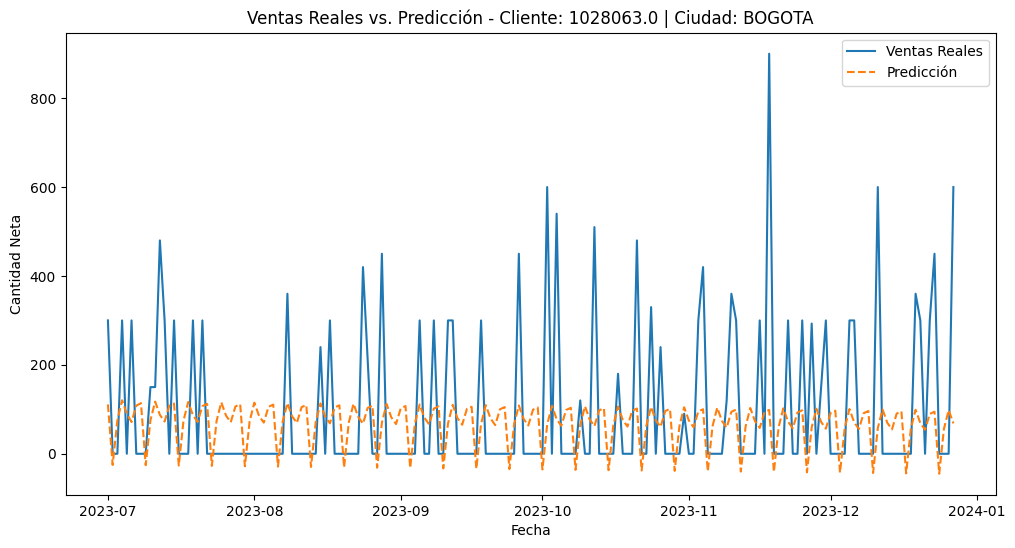 Ventas Reales vs. Predicción - Cliente: 1028063.0 | Ciudad: BOGOTA
Ventas Reales
Predicción
Cantidad Neta
800
600
400
200
0
2023-07
2023-08
2023-09
2023-10
2023-11
2023-12
2024-01
Fecha